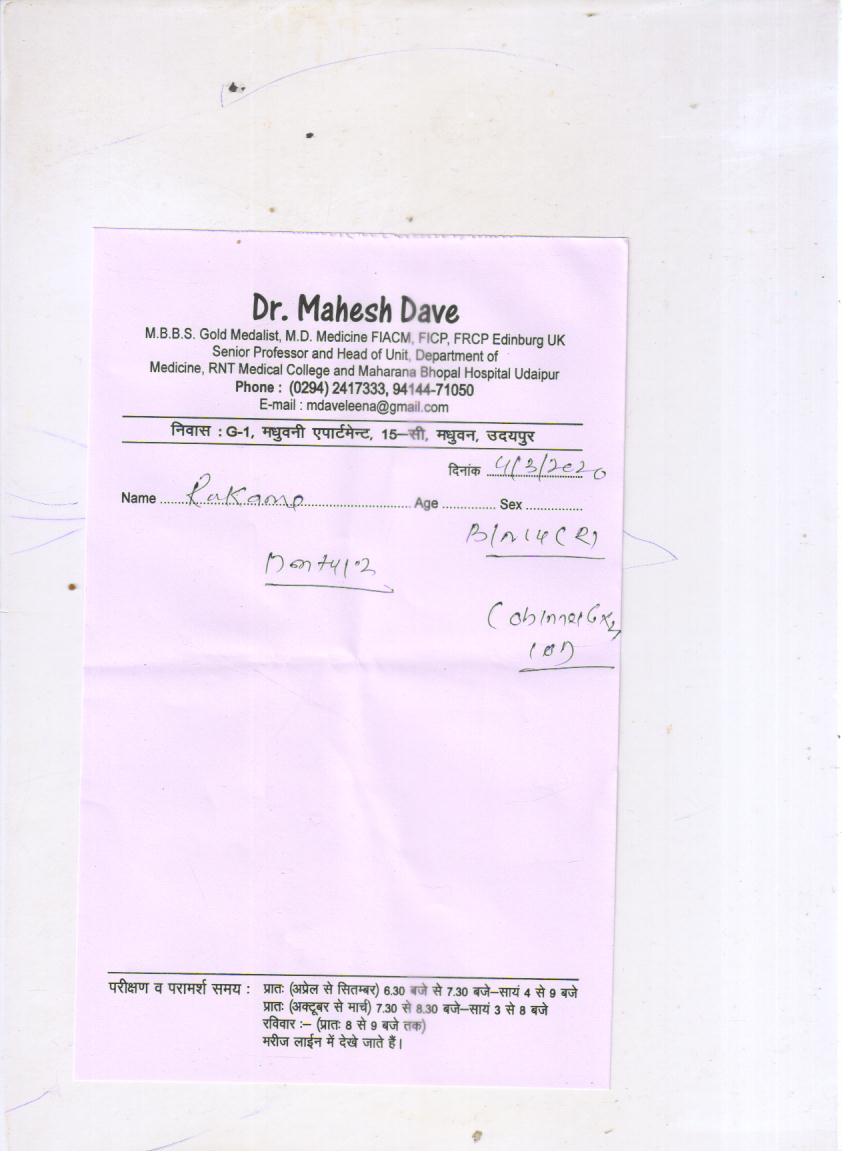 Dr. Mahesh Dave
M.B.B.S. Gold Medalist, M.D. Medicine FIACM, FICP, FRCP Edinburg UK
Senior Professor and Head of Unit, Department of
Medicine, RNT Medical College and Maharana Bhopal Hospital Udaipur
Phone : (0294) 2417333, 94144-71050
E-mail : mdaveleena@gmail.com
निवास : G-1, मधुवनी एपार्टमेन्ट, 15–सी, मधुवन, उदयपुर
दिनांक 4/3/2020
Name ........ Age ........ Sex ........
परीक्षण व परामर्श समय : प्रातः (अप्रेल से सितम्बर) 6.30 बजे से 7.30 बजे–सायं 4 से 9 बजे
प्रातः (अक्टूबर से मार्च) 7.30 से 8.30 बजे–सायं 3 से 8 बजे
रविवार :– (प्रातः 8 से 9 बजे तक)
मरीज लाईन में देखे जाते हैं।